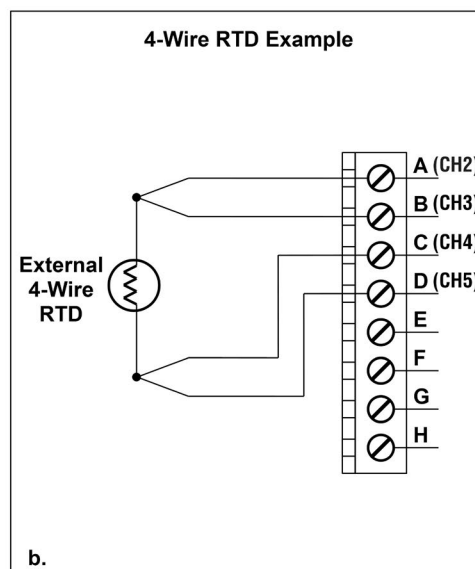 4-Wire RTD Example
A (CH2)
B (CH3)
C (CH4)
D (CH5)
E
F
G
H
External
4-Wire
RTD
b.